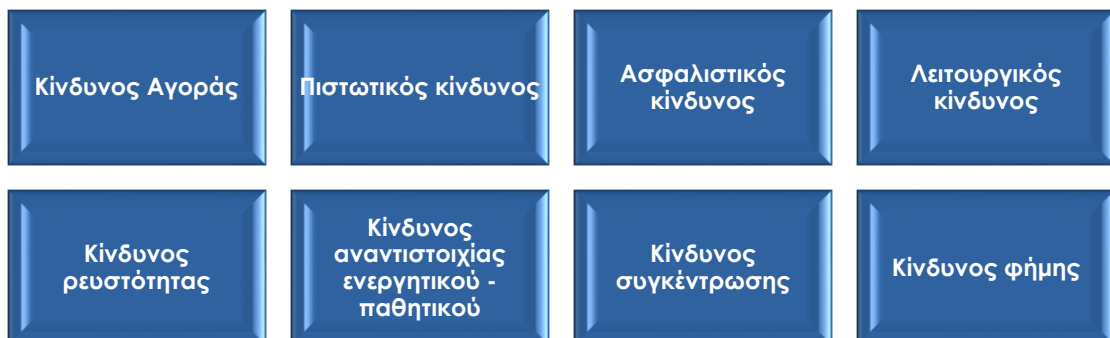 Κίνδυνος Αγοράς
Πιστωτικός κίνδυνος
Ασφαλιστικός
κίνδυνος
Λειτουργικός
κίνδυνος
Κίνδυνος
ρευστότητας
Κίνδυνος
αναντιστοιχίας
ενεργητικού -
παθητικού
Κίνδυνος
συγκέντρωσης
Κίνδυνος φήμης